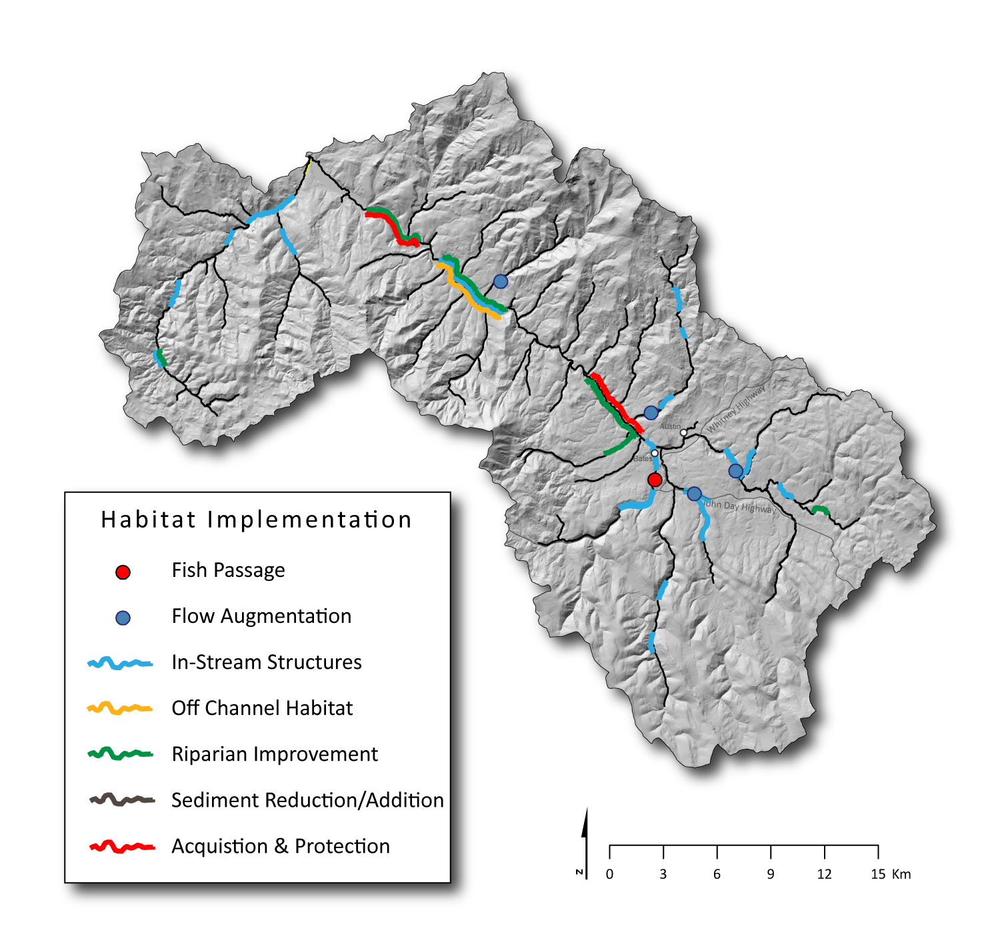 Whitney Highway
Austin
Bates
John Day Highway
Habitat Implementation
Fish Passage
Flow Augmentation
In-Stream Structures
Off Channel Habitat
Riparian Improvement
Sediment Reduction/Addition
Acquistion & Protection
N
0 3 6 9 12 15 Km